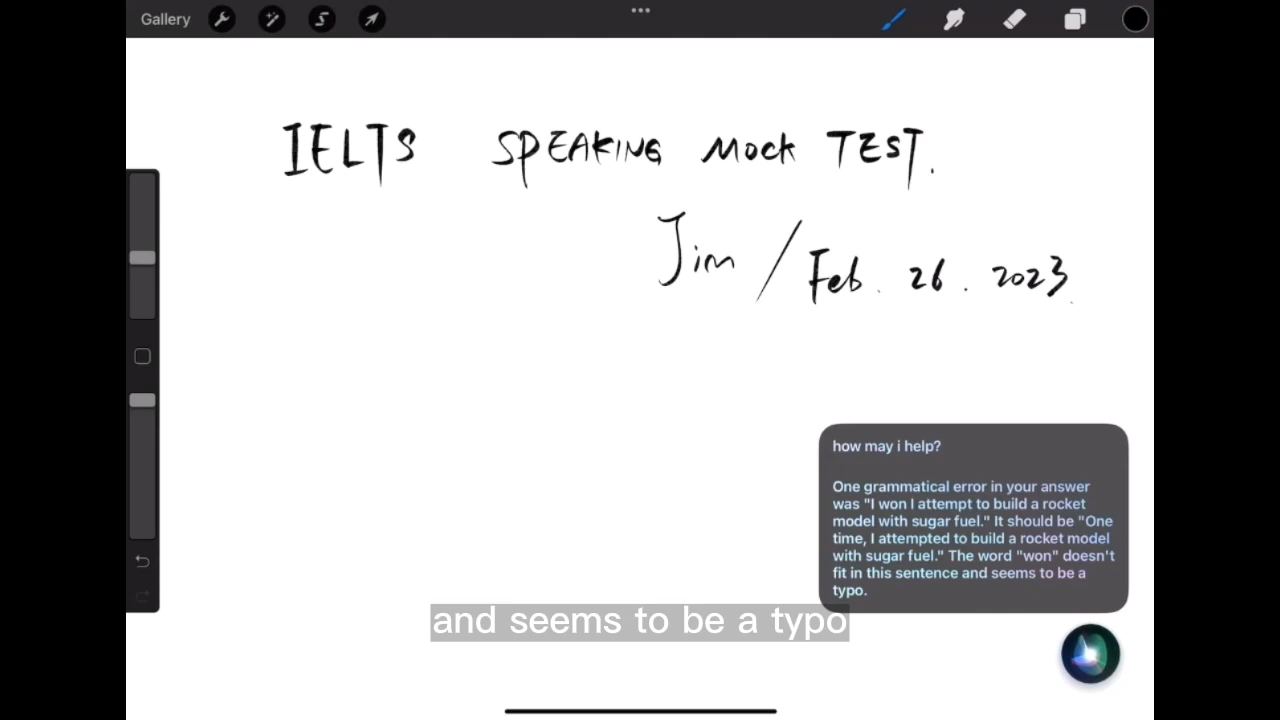 Gallery
IELTS SPEAKING MOCK TEST.
Jim / Feb. 26. 2023.
how may i help?
One grammatical error in your answer
was "I won I attempt to build a rocket
model with sugar fuel." It should be "One
time, I attempted to build a rocket model
with sugar fuel." The word "won" doesn't
fit in this sentence and seems to be a
typo.
and seems to be a typo